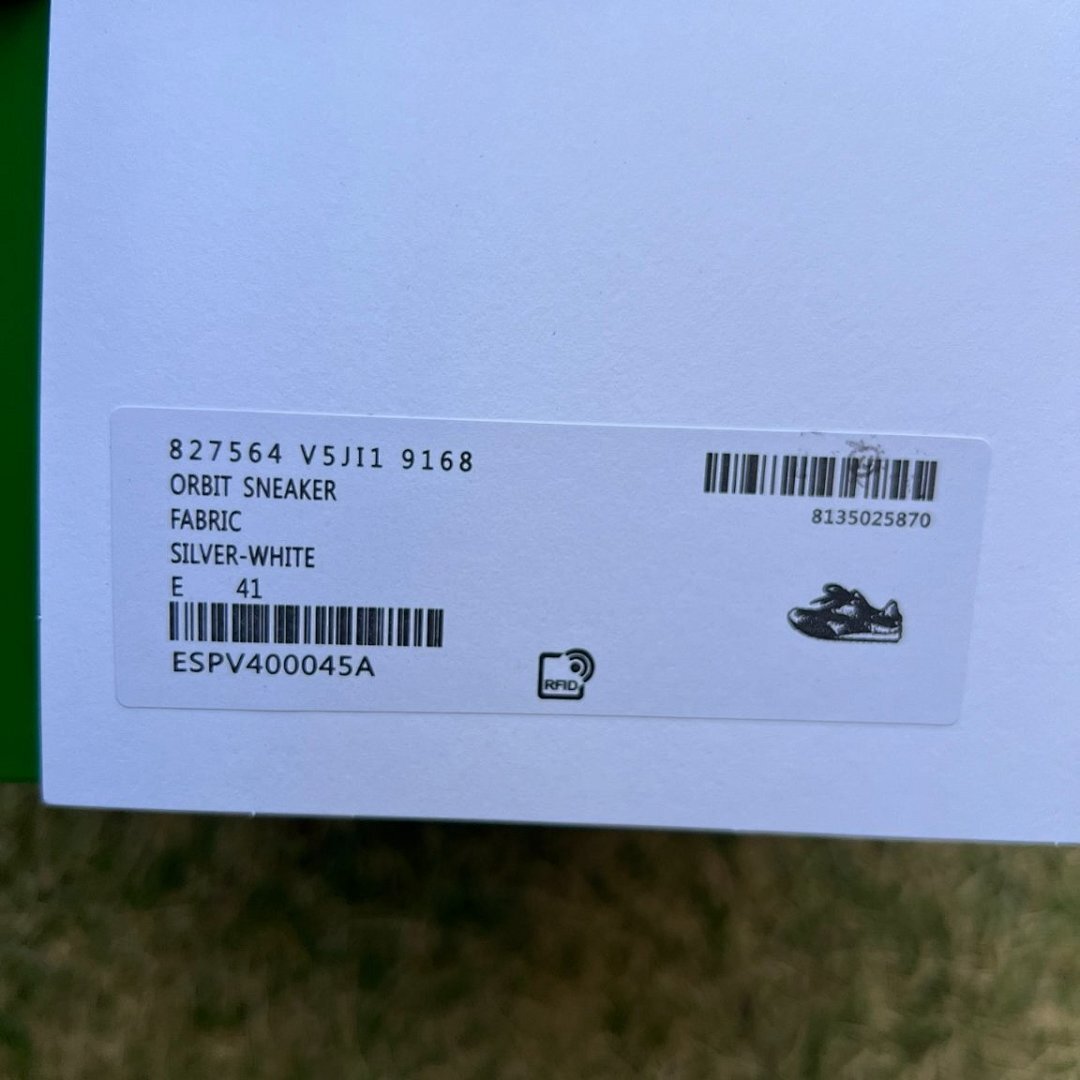 827564 V5JI1 9168
ORBIT SNEAKER
FABRIC
SILVER-WHITE
E 41
ESPV400045A
8135025870
RFID